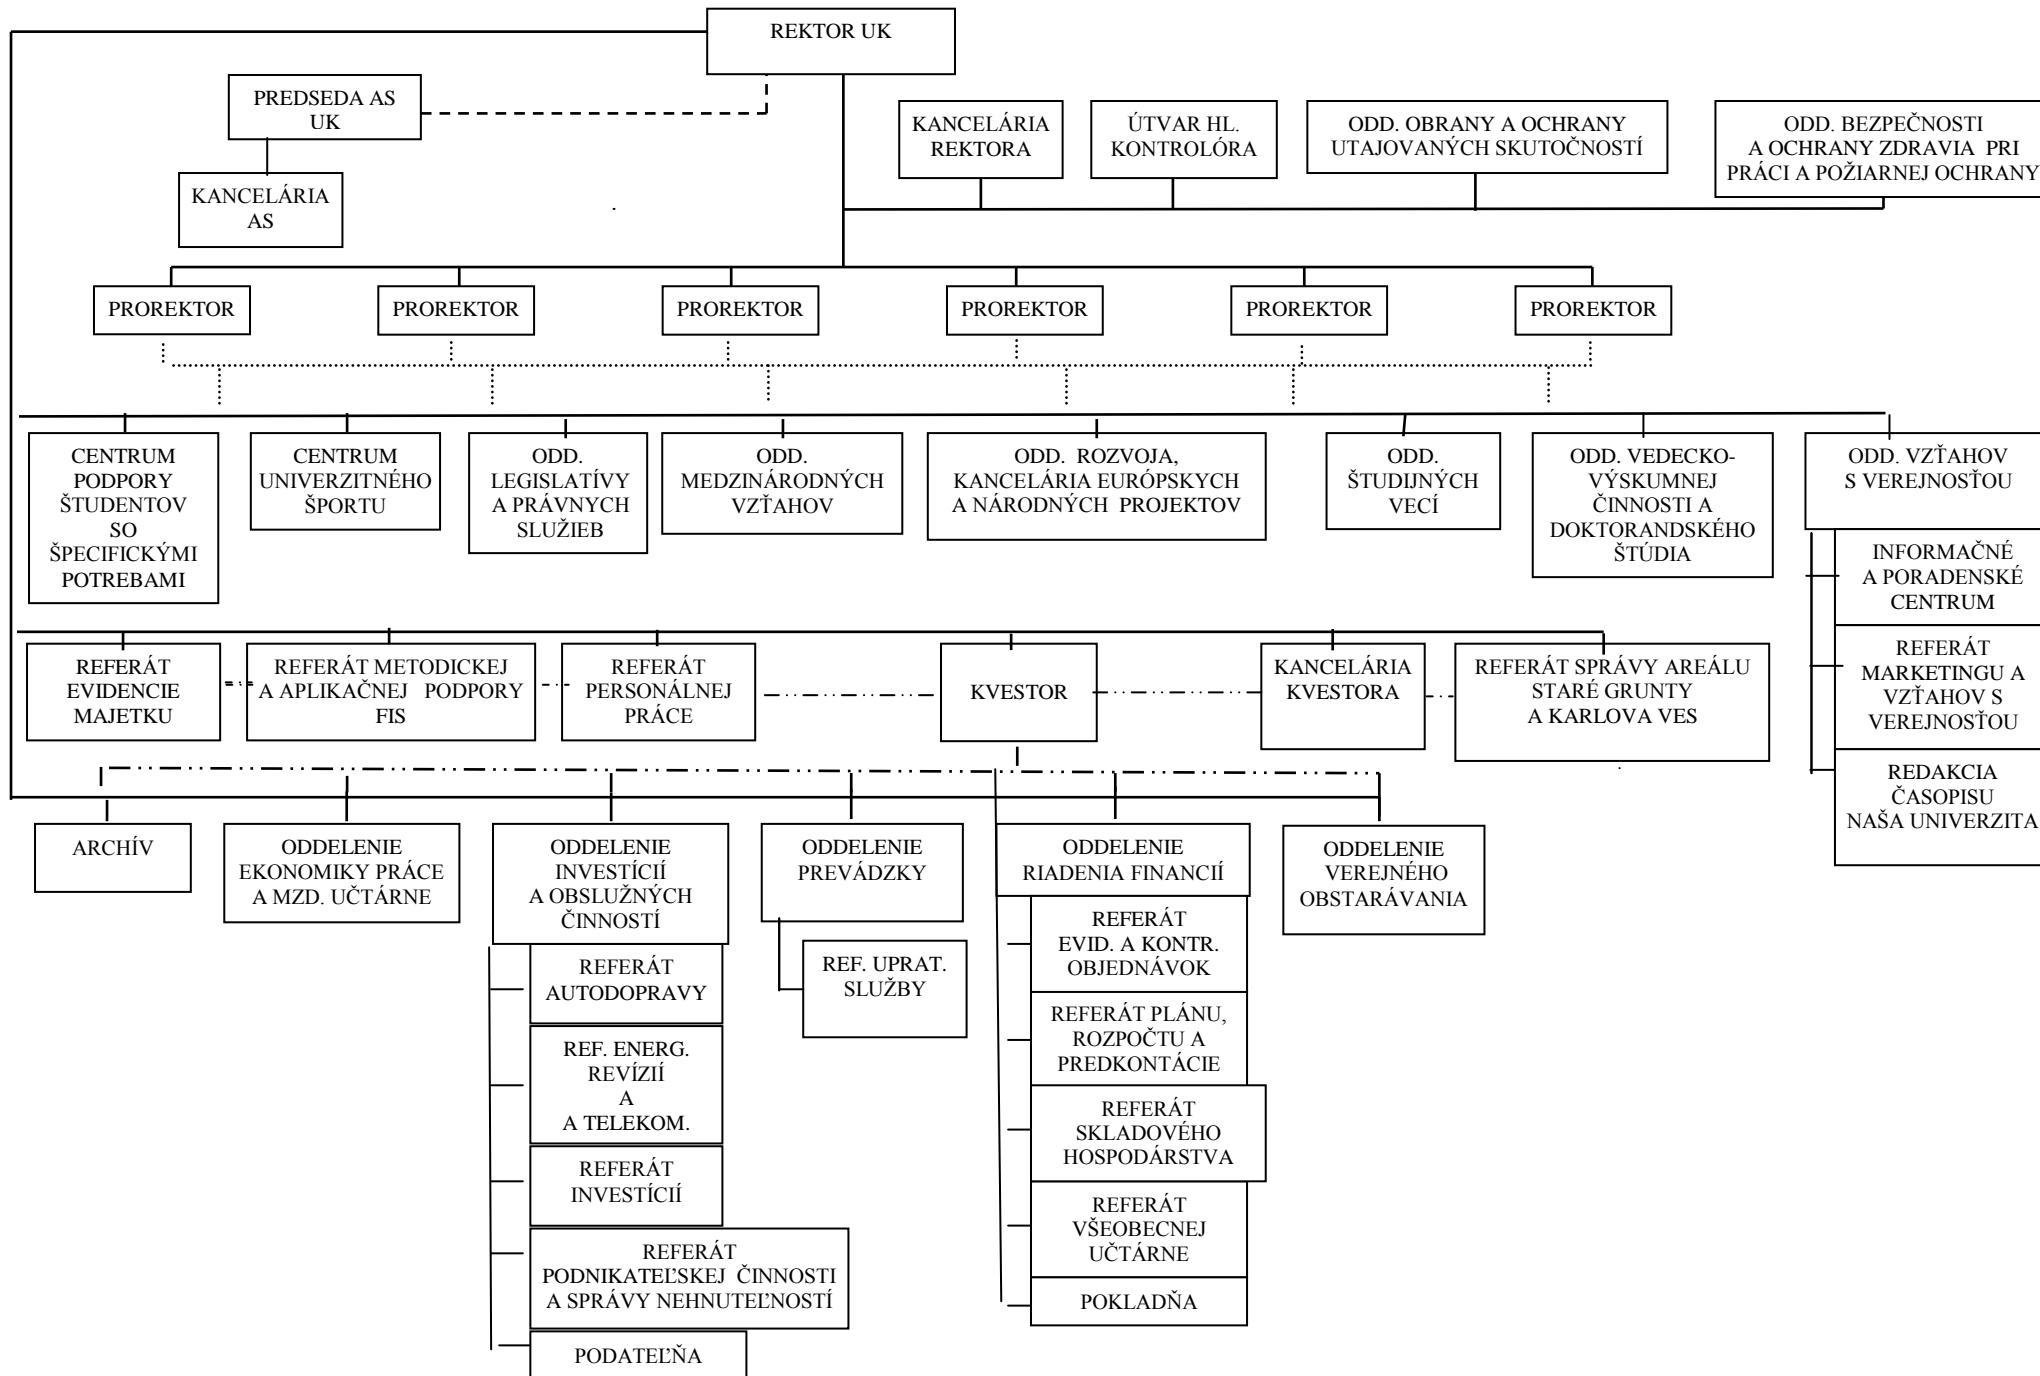 REKTOR UK
PREDSEDA AS
UK
KANCELÁRIA
AS
KANCELÁRIA
REKTORA
ÚTVAR HL.
KONTROLÓRA
ODD. OBRANY A OCHRANY
UTAJOVANÝCH SKUTOČNOSTÍ
ODD. BEZPEČNOSTI
A OCHRANY ZDRAVIA PRI
PRÁCI A POŽIARNEJ OCHRANY
PROREKTOR
PROREKTOR
PROREKTOR
PROREKTOR
PROREKTOR
PROREKTOR
CENTRUM
PODPORY
ŠTUDENTOV
SO
ŠPECIFICKÝMI
POTREBAMI
CENTRUM
UNIVERZITNÉHO
ŠPORTU
ODD.
LEGISLATÍVY
A PRÁVNYCH
SLUŽIEB
ODD.
MEDZINÁRODNÝCH
VZŤAHOV
ODD. ROZVOJA,
KANCELÁRIA EURÓPSKYCH
A NÁRODNÝCH PROJEKTOV
ODD.
ŠTUDIJNÝCH
VECÍ
ODD. VEDECKO-
VÝSKUMNEJ
ČINNOSTI A
DOKTORANDSKÉHO
ŠTÚDIA
ODD. VZŤAHOV
S VEREJNOSŤOU
INFORMAČNÉ
A PORADENSKÉ
CENTRUM
REFERÁT
MARKETINGU A
VZŤAHOV S
VEREJNOSŤOU
REDAKCIA
ČASOPISU
NAŠA UNIVERZITA
REFERÁT
EVIDENCIE
MAJETKU
REFERÁT METODICKEJ
A APLIKAČNEJ PODPORY
FIS
REFERÁT
PERSONÁLNEJ
PRÁCE
KVESTOR
KANCELÁRIA
KVESTORA
REFERÁT SPRÁVY AREÁLU
STARÉ GRUNTY
A KARLOVA VES
ARCHÍV
ODDELENIE
EKONOMIKY PRÁCE
A MZD. UČTÁRNE
ODDELENIE
INVESTÍCIÍ
A OBSLUŽNÝCH
ČINNOSTÍ
REFERÁT
AUTODOPRAVY
REF. ENERG.
REVÍZIÍ
A
A TELEKOM.
REFERÁT
INVESTÍCIÍ
REFERÁT
PODNIKATEĽSKEJ ČINNOSTI
A SPRÁVY NEHNUTEĽNOSTÍ
PODATEĽŇA
ODDELENIE
PREVÁDZKY
REF. UPRAT.
SLUŽBY
ODDELENIE
RIADENIA FINANCIÍ
REFERÁT
EVID. A KONTR.
OBJEDNÁVOK
REFERÁT PLÁNU,
ROZPOČTU A
PREDKONTÁCIE
REFERÁT
SKLADOVÉHO
HOSPODÁRSTVA
REFERÁT
VŠEOBECNEJ
UČTÁRNE
POKLADŇA
ODDELENIE
VEREJNÉHO
OBSTARÁVANIA